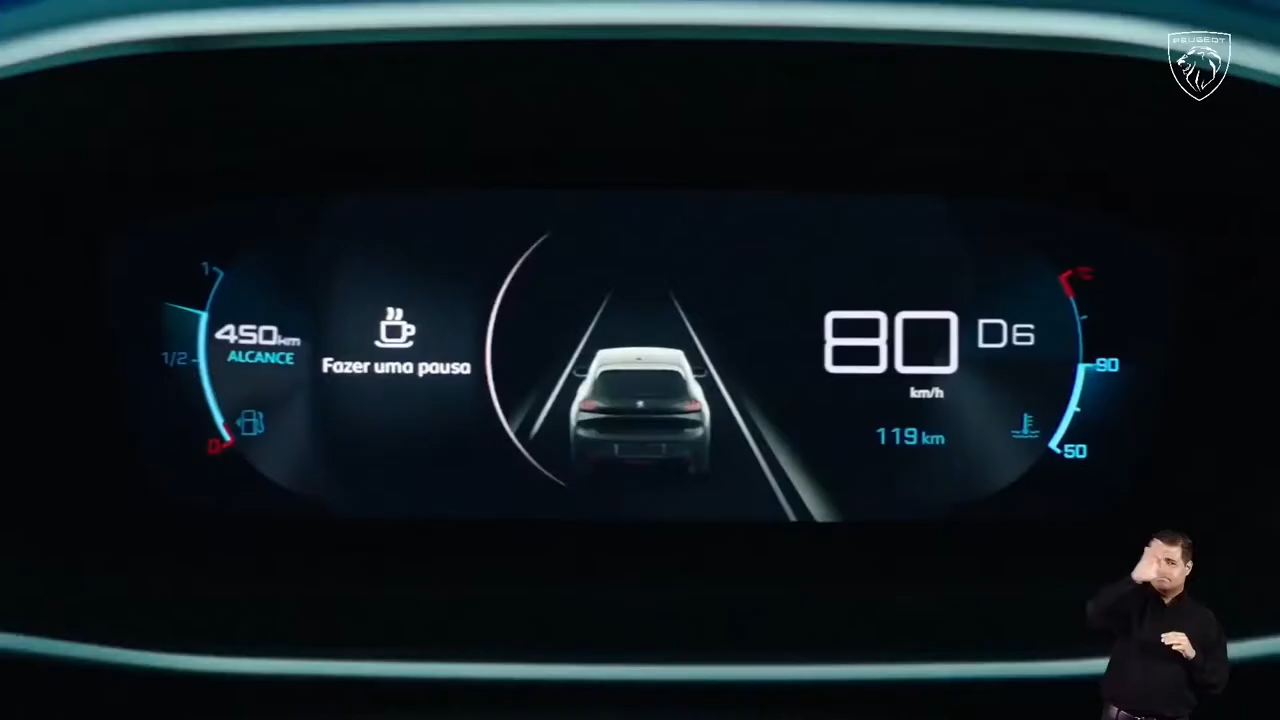 PEUGEOT
1
1/2
0
450km
ALCANCE
Fazer uma pausa
80 D6
km/h
119 km
90
50